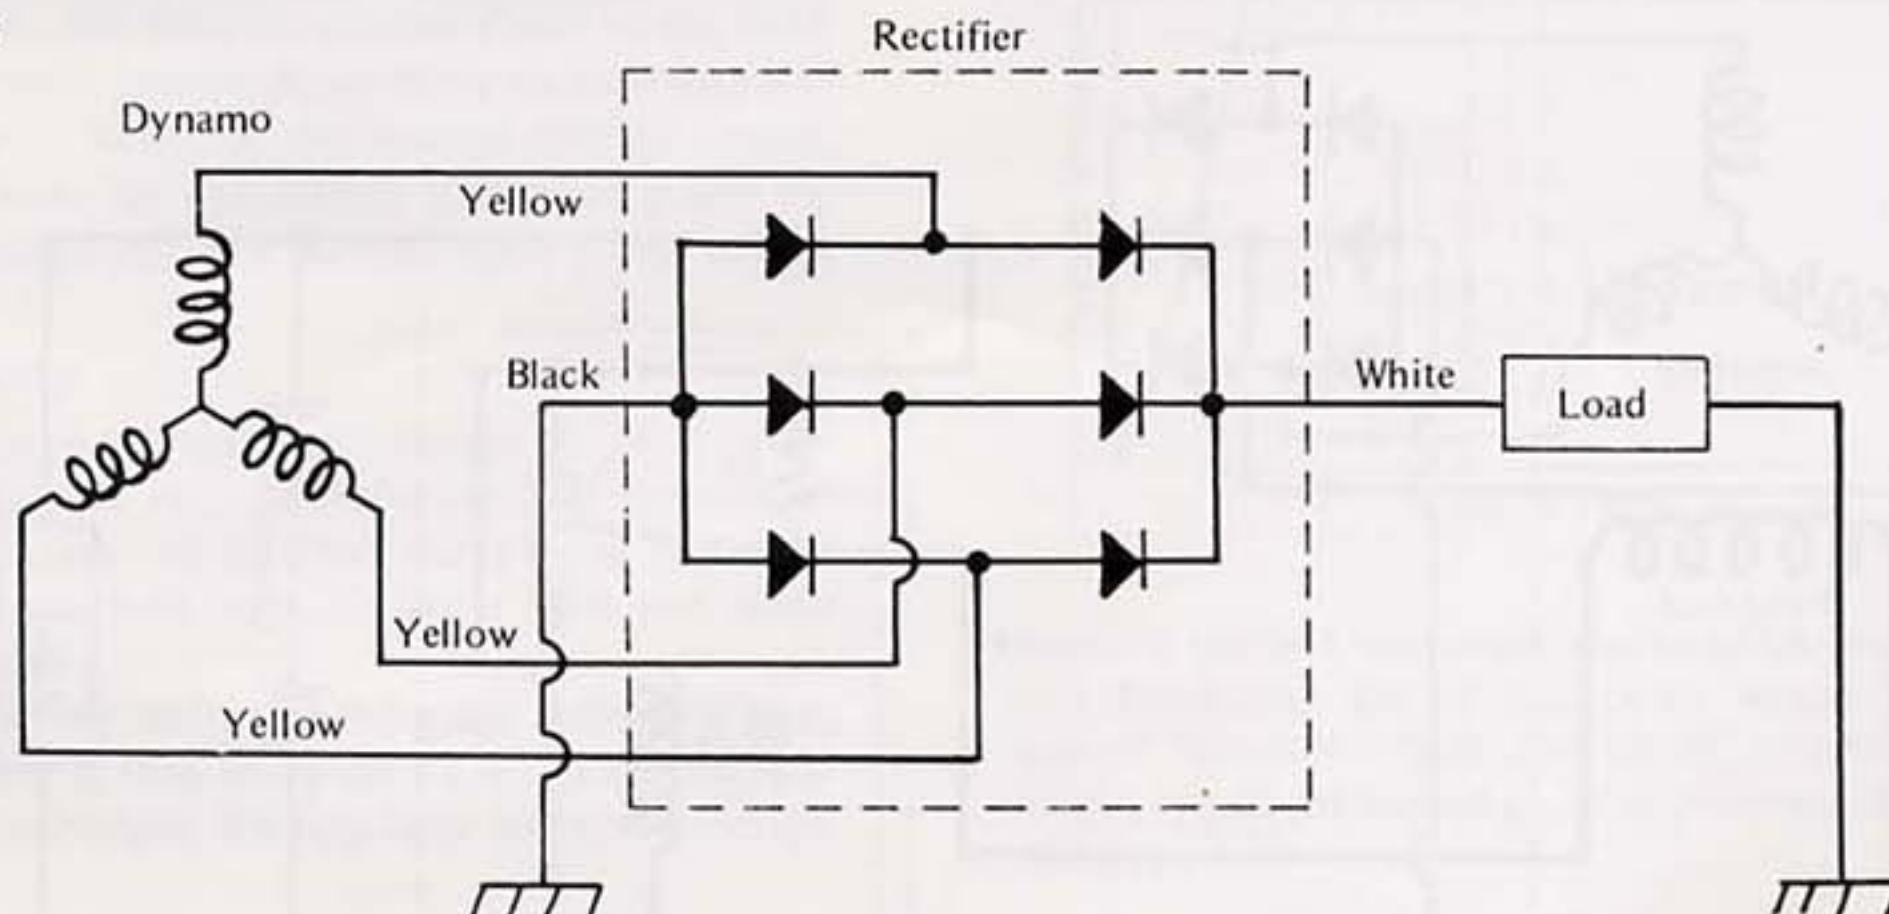 Rectifier
Dynamo
Yellow
Black
White
Load
Yellow
Yellow